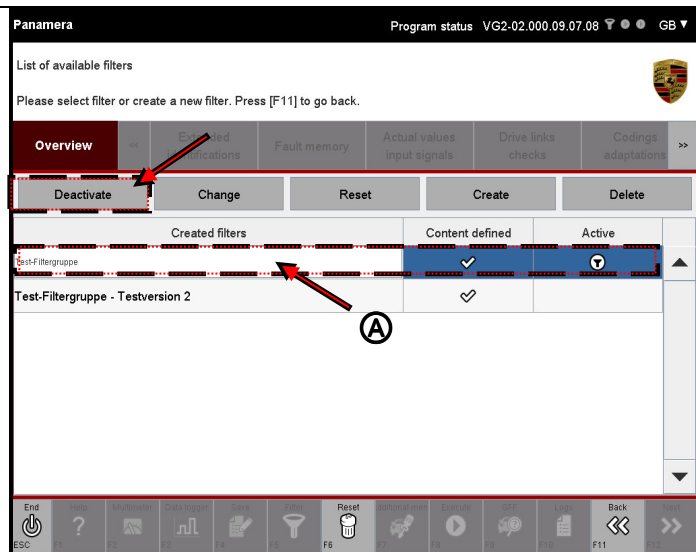 Panamera Program status VG2-02.000.09.07.08 GB
List of available filters
Please select filter or create a new filter. Press [F11] to go back.
Overview << Extended identifications Fault memory Actual values input signals Drive links checks Codings adaptations >>
Deactivate Change Reset Create Delete
Created filters Content defined Active
Test-Filtergruppe
Test-Filtergruppe - Testversion 2
A
End Help Multimeter Data logger Save Filter Reset Execute GFF Logs Back Next
ESC F1 F2 F3 F4 F5 F6 F7 F8 F9 F10 F11 F12